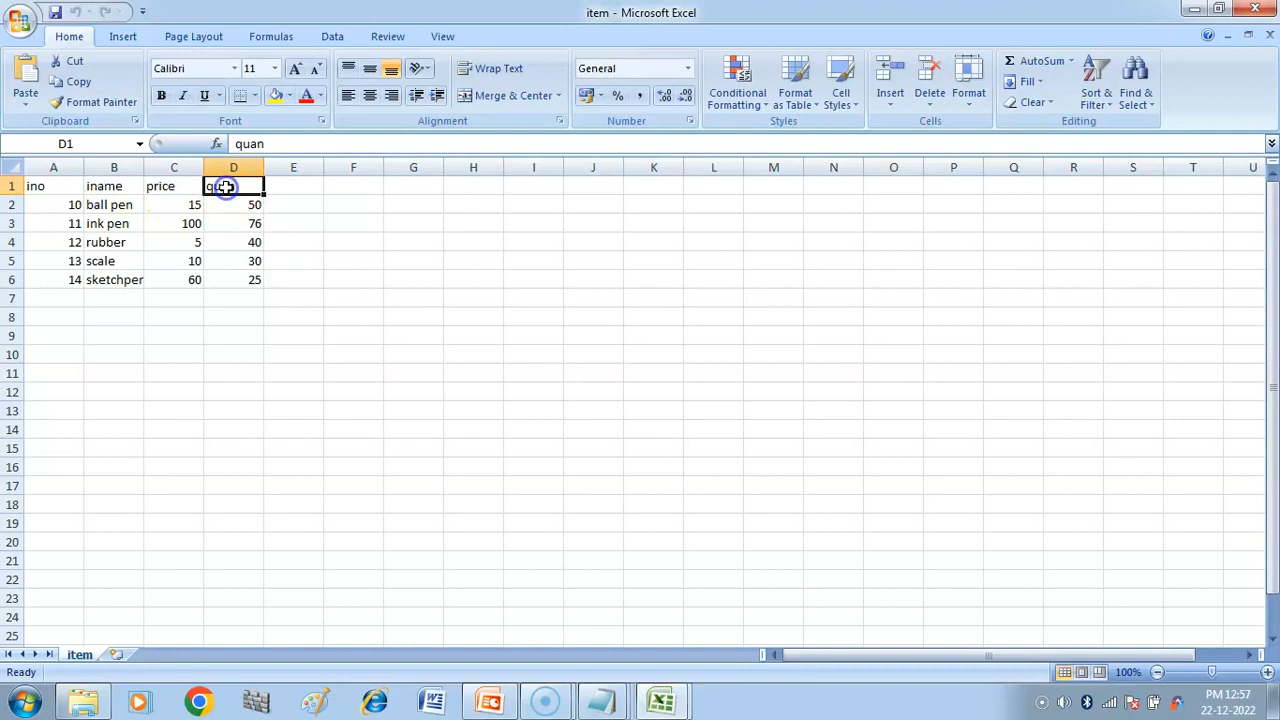 item - Microsoft Excel
Home Insert Page Layout Formulas Data Review View
Paste Cut Copy Format Painter Clipboard
Calibri 11 B I U A Font
Wrap Text Merge & Center Alignment
General % , Number
Conditional Formatting Format as Table Cell Styles Styles
Insert Delete Format Cells
Σ AutoSum Fill Clear Sort & Filter Find & Select Editing
D1 fx quan
A B C D E F G H I J K L M N O P Q R S T U
1 ino iname price
2 10 ball pen 15 50
3 11 ink pen 100 76
4 12 rubber 5 40
5 13 scale 10 30
6 14 sketchper 60 25
7
8
9
10
11
12
13
14
15
16
17
18
19
20
21
22
23
24
25
item
Ready 100%
PM 12:57
22-12-2022